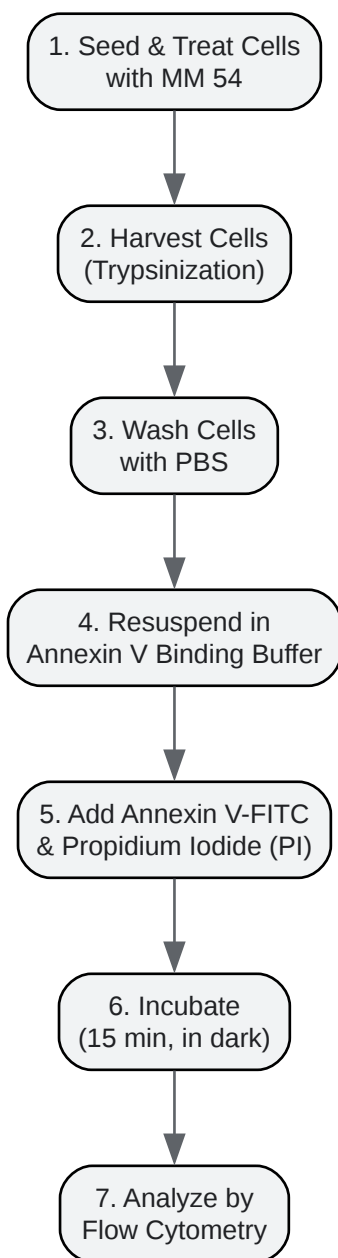 1. Seed & Treat Cells
with MM 54
2. Harvest Cells
(Trypsinization)
3. Wash Cells
with PBS
4. Resuspend in
Annexin V Binding Buffer
5. Add Annexin V-FITC
& Propidium Iodide (PI)
6. Incubate
(15 min, in dark)
7. Analyze by
Flow Cytometry